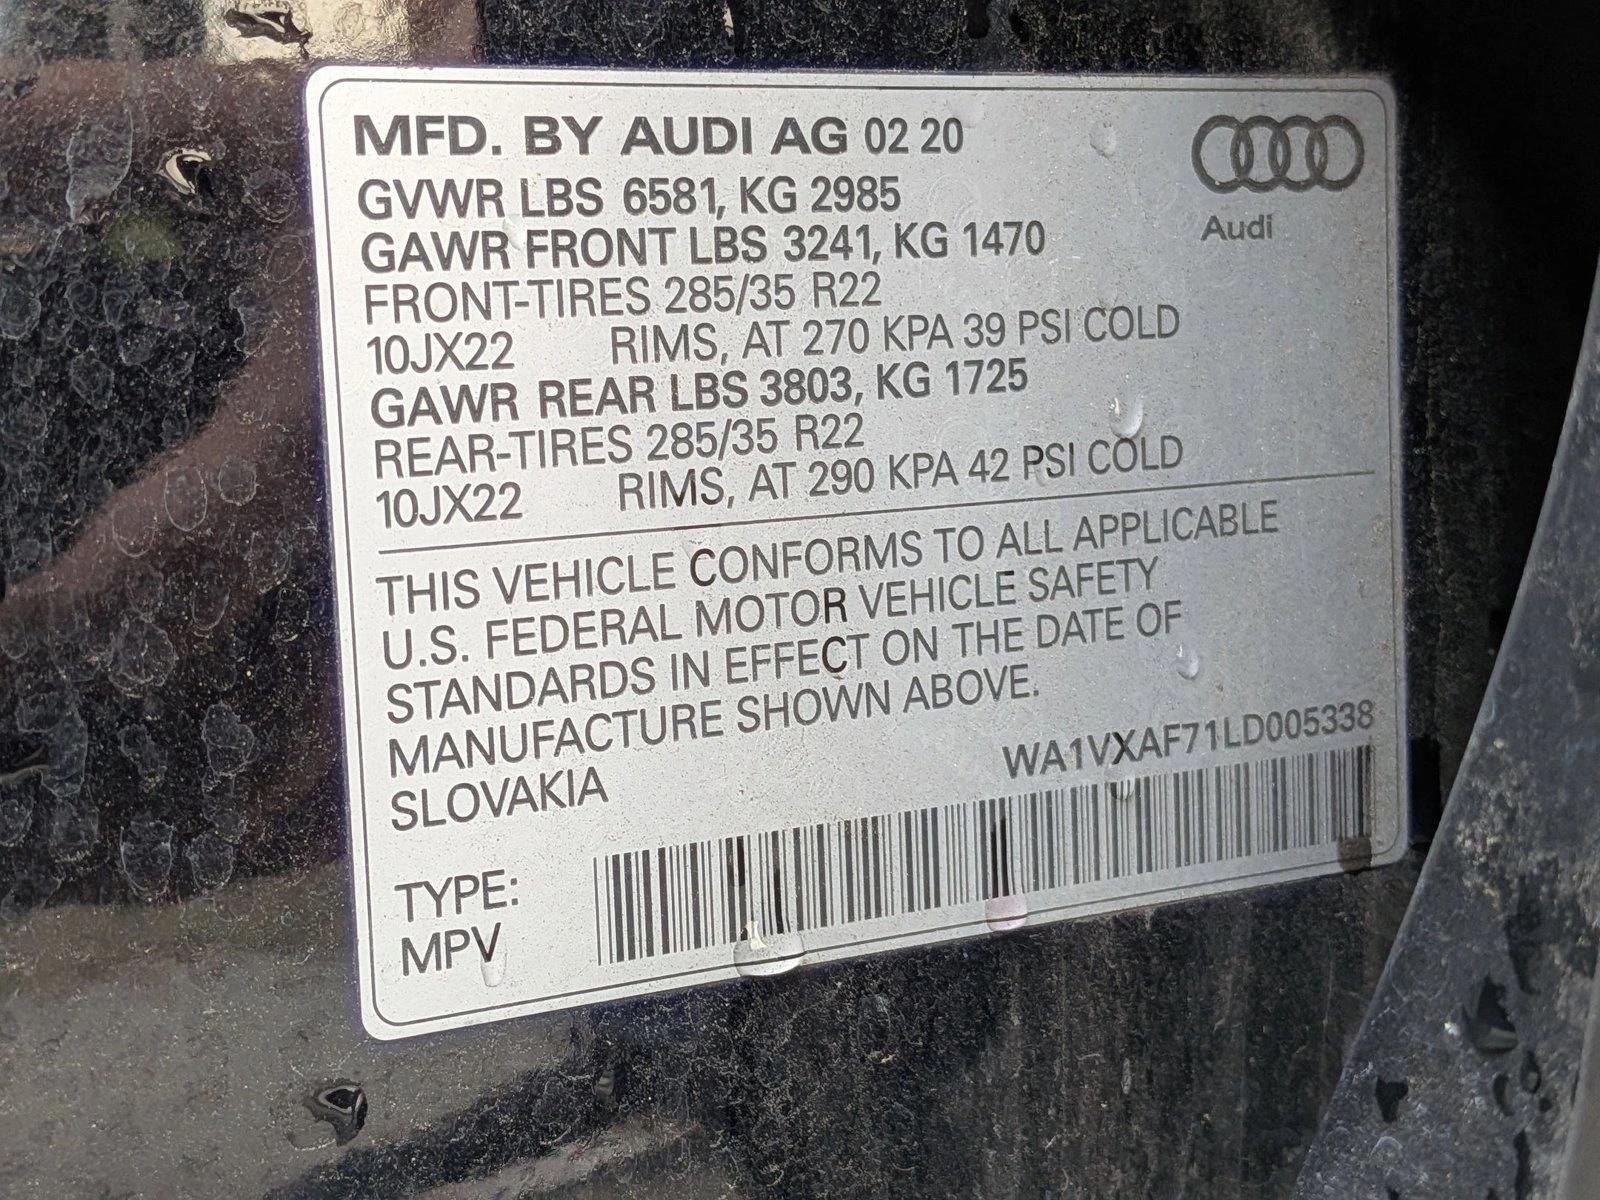 MFD. BY AUDI AG 02 20
GVWR LBS 6581, KG 2985
GAWR FRONT LBS 3241, KG 1470
FRONT-TIRES 285/35 R22
10JX22 RIMS, AT 270 KPA 39 PSI COLD
GAWR REAR LBS 3803, KG 1725
REAR-TIRES 285/35 R22
10JX22 RIMS, AT 290 KPA 42 PSI COLD
Audi
THIS VEHICLE CONFORMS TO ALL APPLICABLE
U.S. FEDERAL MOTOR VEHICLE SAFETY
STANDARDS IN EFFECT ON THE DATE OF
MANUFACTURE SHOWN ABOVE.
SLOVAKIA
WA1VXAF71LD005338
TYPE:
MPV